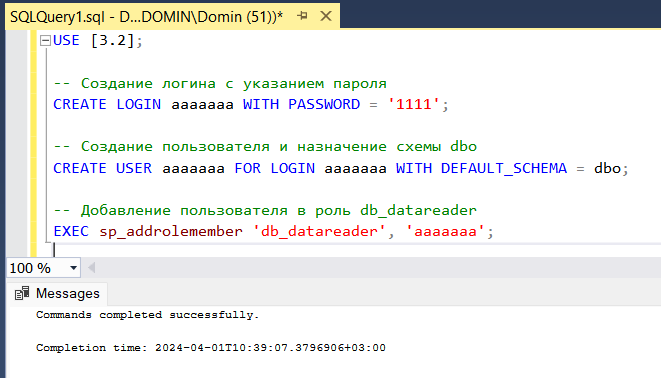 SQLQuery1.sql - D...DOMIN\Domin (51))*
USE [3.2];
-- Создание логина с указанием пароля
CREATE LOGIN aaaaaaa WITH PASSWORD = '1111';
-- Создание пользователя и назначение схемы dbo
CREATE USER aaaaaaa FOR LOGIN aaaaaaa WITH DEFAULT_SCHEMA = dbo;
-- Добавление пользователя в роль db_datareader
EXEC sp_addrolemember 'db_datareader', 'aaaaaaa';
100 %
Messages
Commands completed successfully.
Completion time: 2024-04-01T10:39:07.3796906+03:00